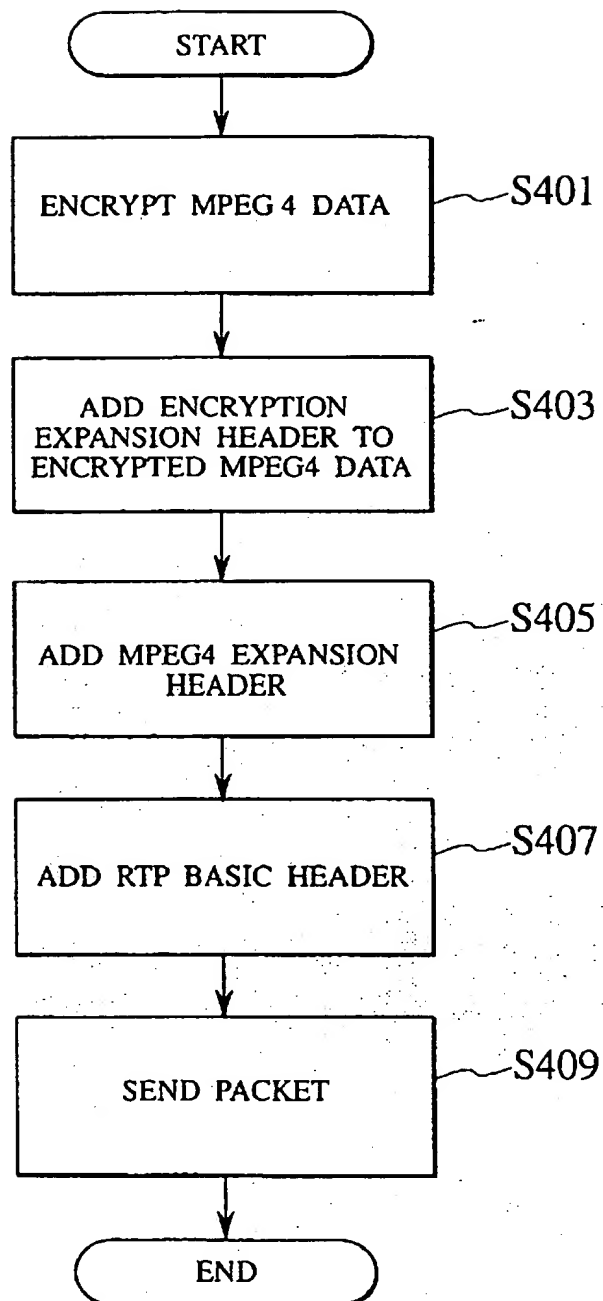 START
ENCRYPT MPEG 4 DATA
S401
ADD ENCRYPTION
EXPANSION HEADER TO
ENCRYPTED MPEG4 DATA
S403
ADD MPEG4 EXPANSION
HEADER
S405
ADD RTP BASIC HEADER
S407
SEND PACKET
S409
END